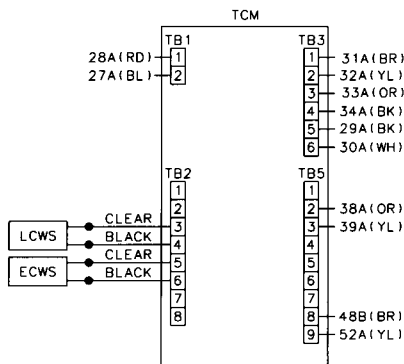 TCM
TB1
28A(RD) 1
27A(BL) 2
TB3
1 31A(BR)
2 32A(YL)
3 33A(OR)
4 34A(BK)
5 29A(BK)
6 30A(WH)
TB2
1
2
CLEAR 3
LCWS
BLACK 4
CLEAR 5
ECWS
BLACK 6
7
8
TB5
1
2 38A(OR)
3 39A(YL)
4
5
6
7
8 48B(BR)
9 52A(YL)